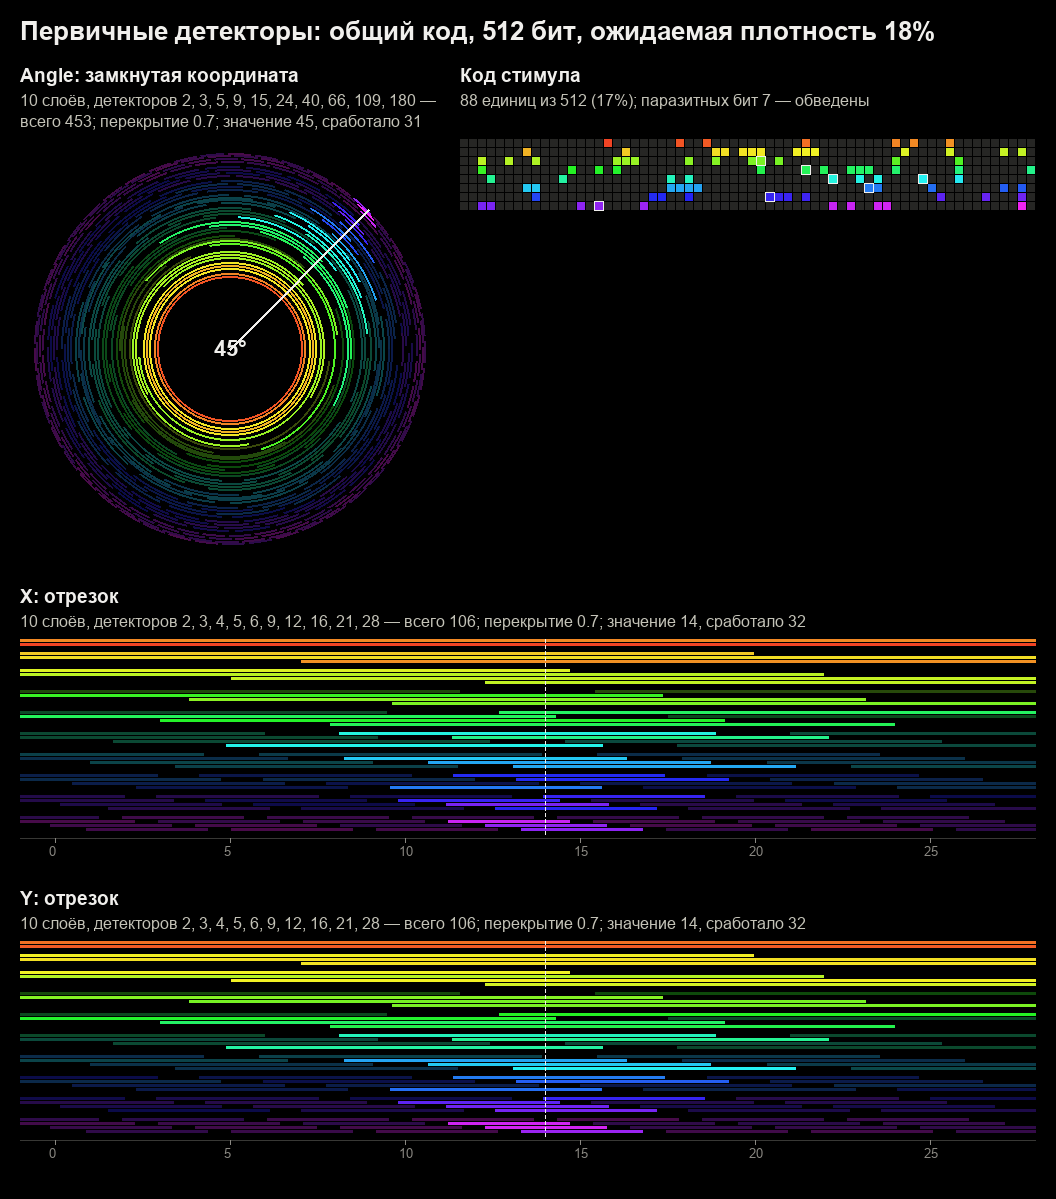 Первичные детекторы: общий код, 512 бит, ожидаемая плотность 18%
Angle: замкнутая координата
10 слоёв, детекторов 2, 3, 5, 9, 15, 24, 40, 66, 109, 180 —
всего 453; перекрытие 0.7; значение 45, сработало 31
Код стимула
88 единиц из 512 (17%); паразитных бит 7 — обведены
45°
X: отрезок
10 слоёв, детекторов 2, 3, 4, 5, 6, 9, 12, 16, 21, 28 — всего 106; перекрытие 0.7; значение 14, сработало 32
0 5 10 15 20 25
Y: отрезок
10 слоёв, детекторов 2, 3, 4, 5, 6, 9, 12, 16, 21, 28 — всего 106; перекрытие 0.7; значение 14, сработало 32
0 5 10 15 20 25